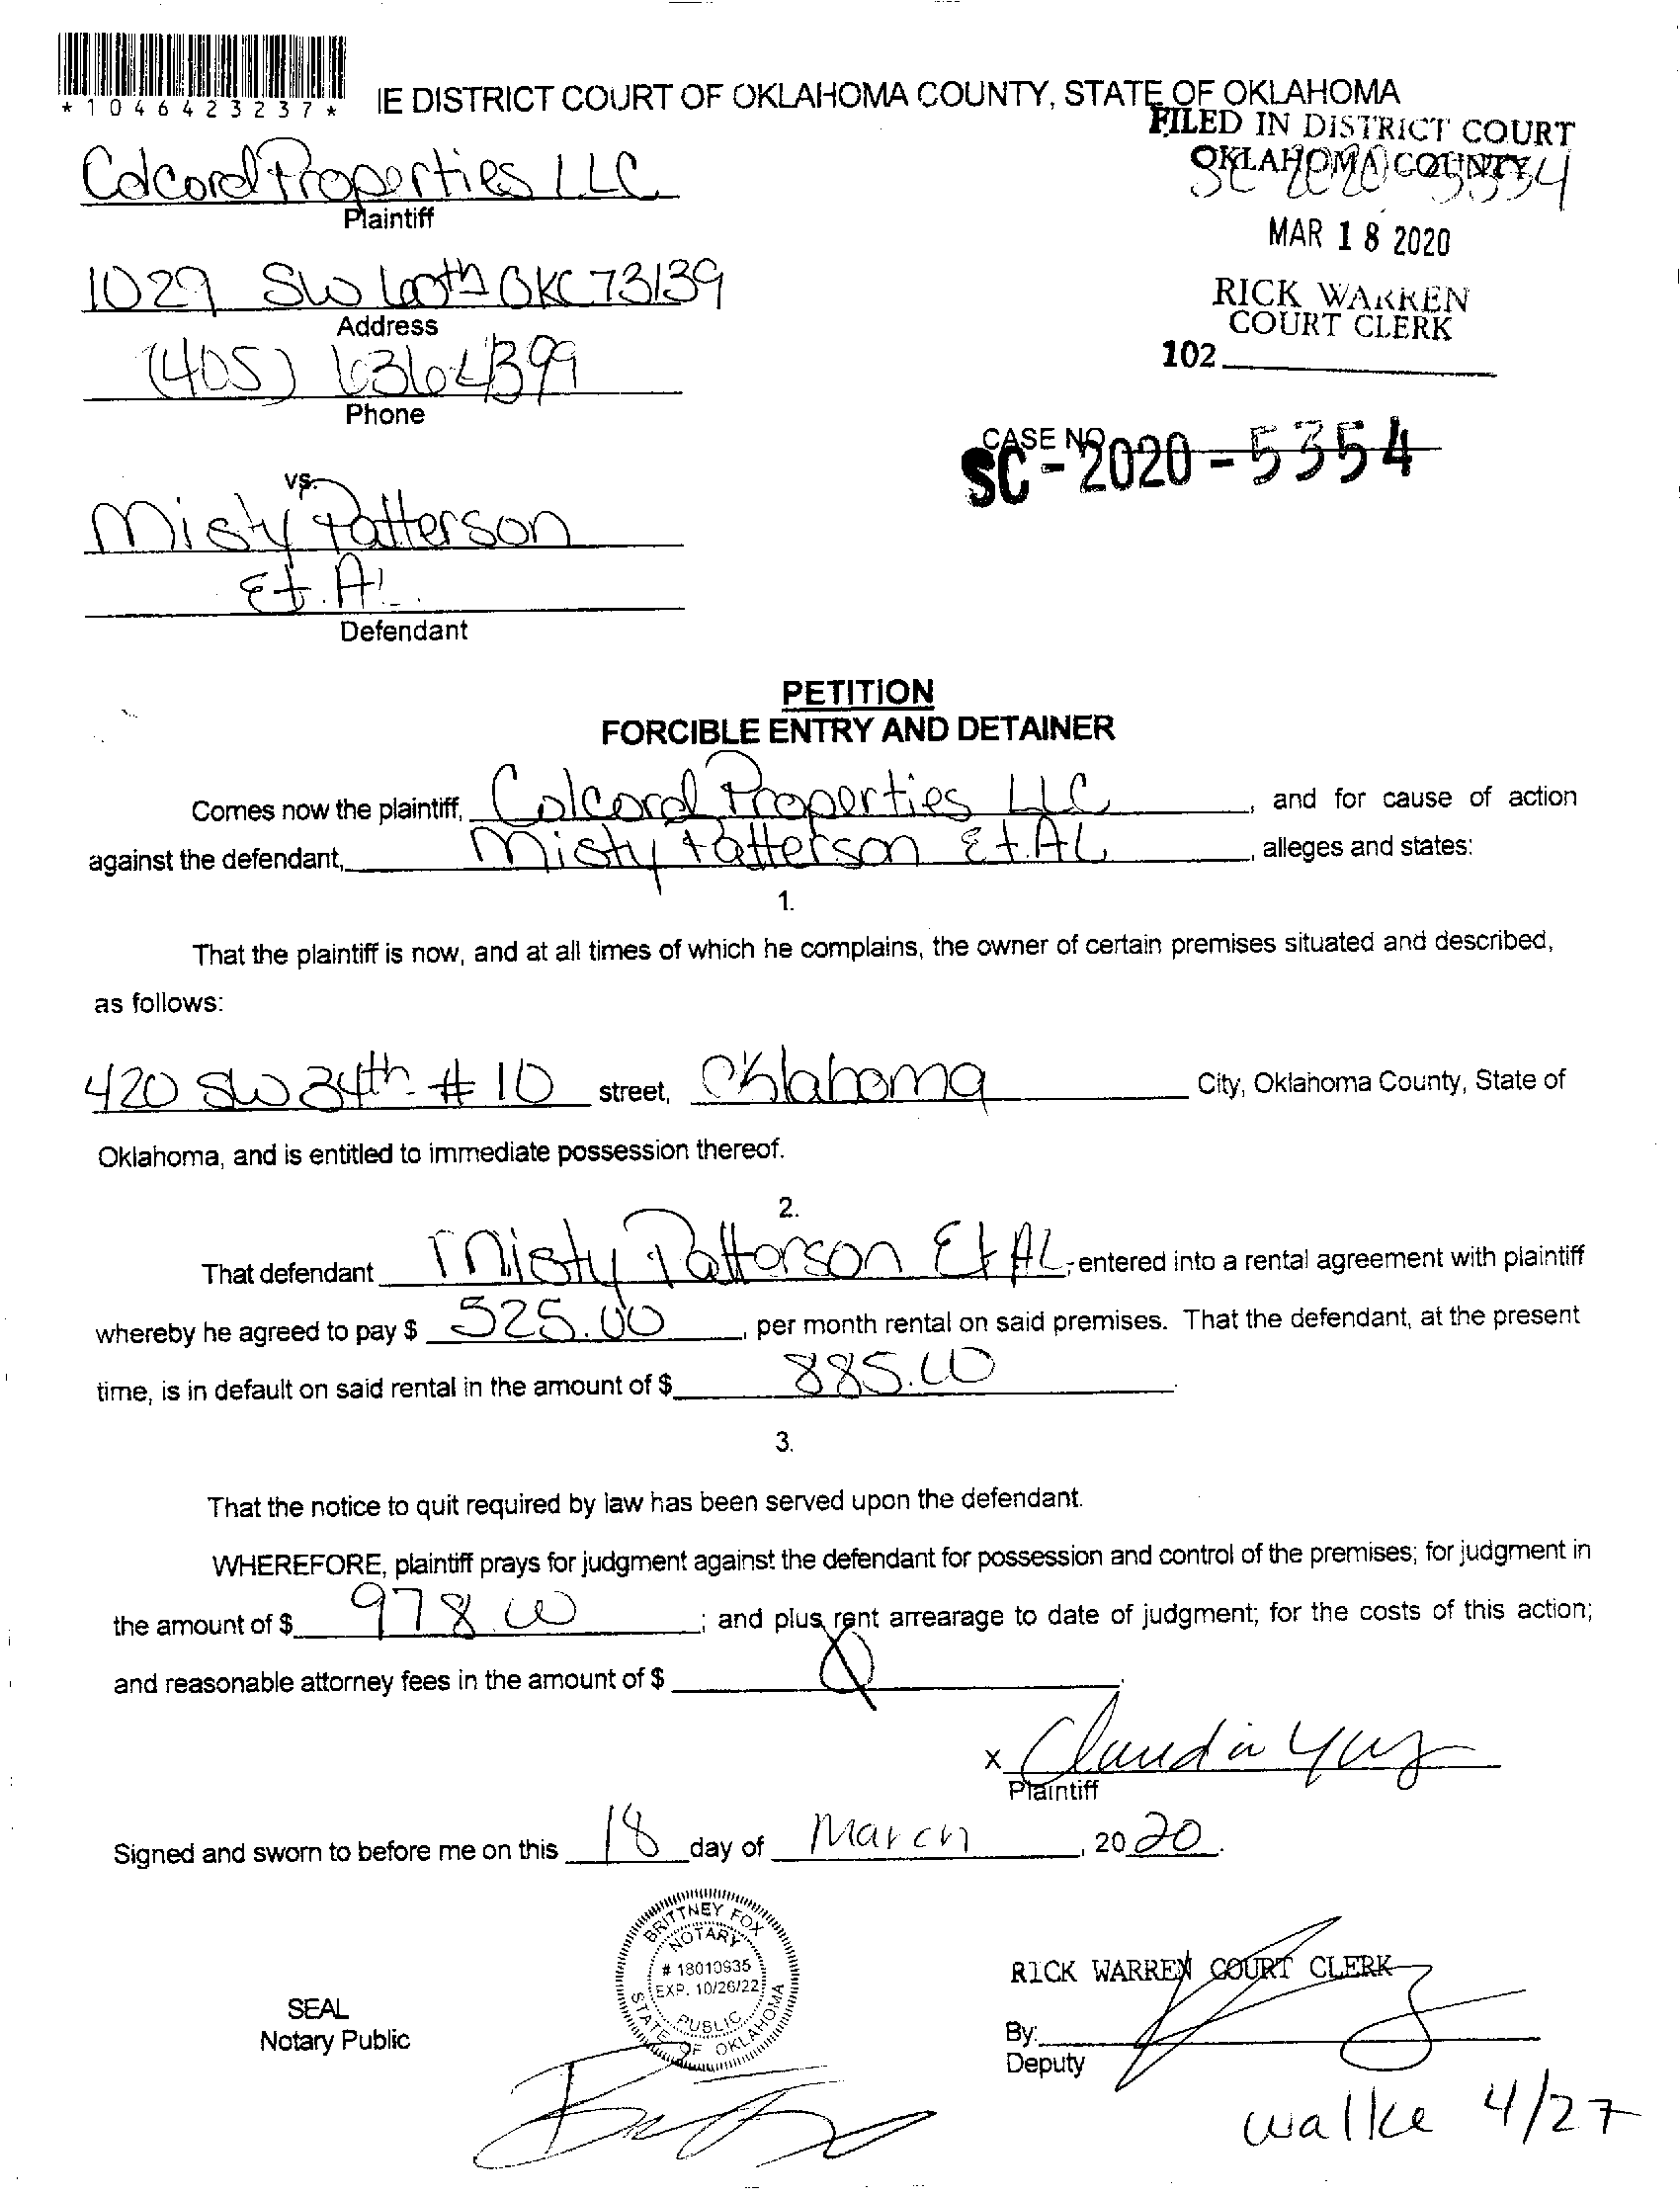 *1046423237*
IE DISTRICT COURT OF OKLAHOMA COUNTY, STATE OF OKLAHOMA
FILED IN DISTRICT COURT
OKLAHOMA COUNTY
SC 2020 5354
Colcord Properties LLC
Plaintiff
MAR 18 2020
1029 SW 60th OKC 73139
Address
RICK WARREN
COURT CLERK
(405) 6364399
Phone
102
CASE NO.
SC-2020-5354
vs.
Misty Patterson
Et. Al.
Defendant
PETITION
FORCIBLE ENTRY AND DETAINER
Comes now the plaintiff, Colcord Properties LLC, and for cause of action
against the defendant, Misty Patterson Et. AL, alleges and states:
1.
That the plaintiff is now, and at all times of which he complains, the owner of certain premises situated and described,
as follows:
420 SW 34th # 10 street, Oklahoma City, Oklahoma County, State of
Oklahoma, and is entitled to immediate possession thereof.
2.
That defendant Misty Patterson Et AL, entered into a rental agreement with plaintiff
whereby he agreed to pay $ 525.00, per month rental on said premises. That the defendant, at the present
time, is in default on said rental in the amount of $ 885.00.
3.
That the notice to quit required by law has been served upon the defendant.
WHEREFORE, plaintiff prays for judgment against the defendant for possession and control of the premises; for judgment in
the amount of $ 978.00; and plus rent arrearage to date of judgment; for the costs of this action;
and reasonable attorney fees in the amount of $ 0.
x Claudia
Plaintiff
Signed and sworn to before me on this 18 day of March, 2020.
BRITTNEY FOX
NOTARY
# 18010935
EXP. 10/26/22
PUBLIC
STATE OF OKLAHOMA
SEAL
Notary Public
RICK WARREN COURT CLERK
By:
Deputy
walke 4/27